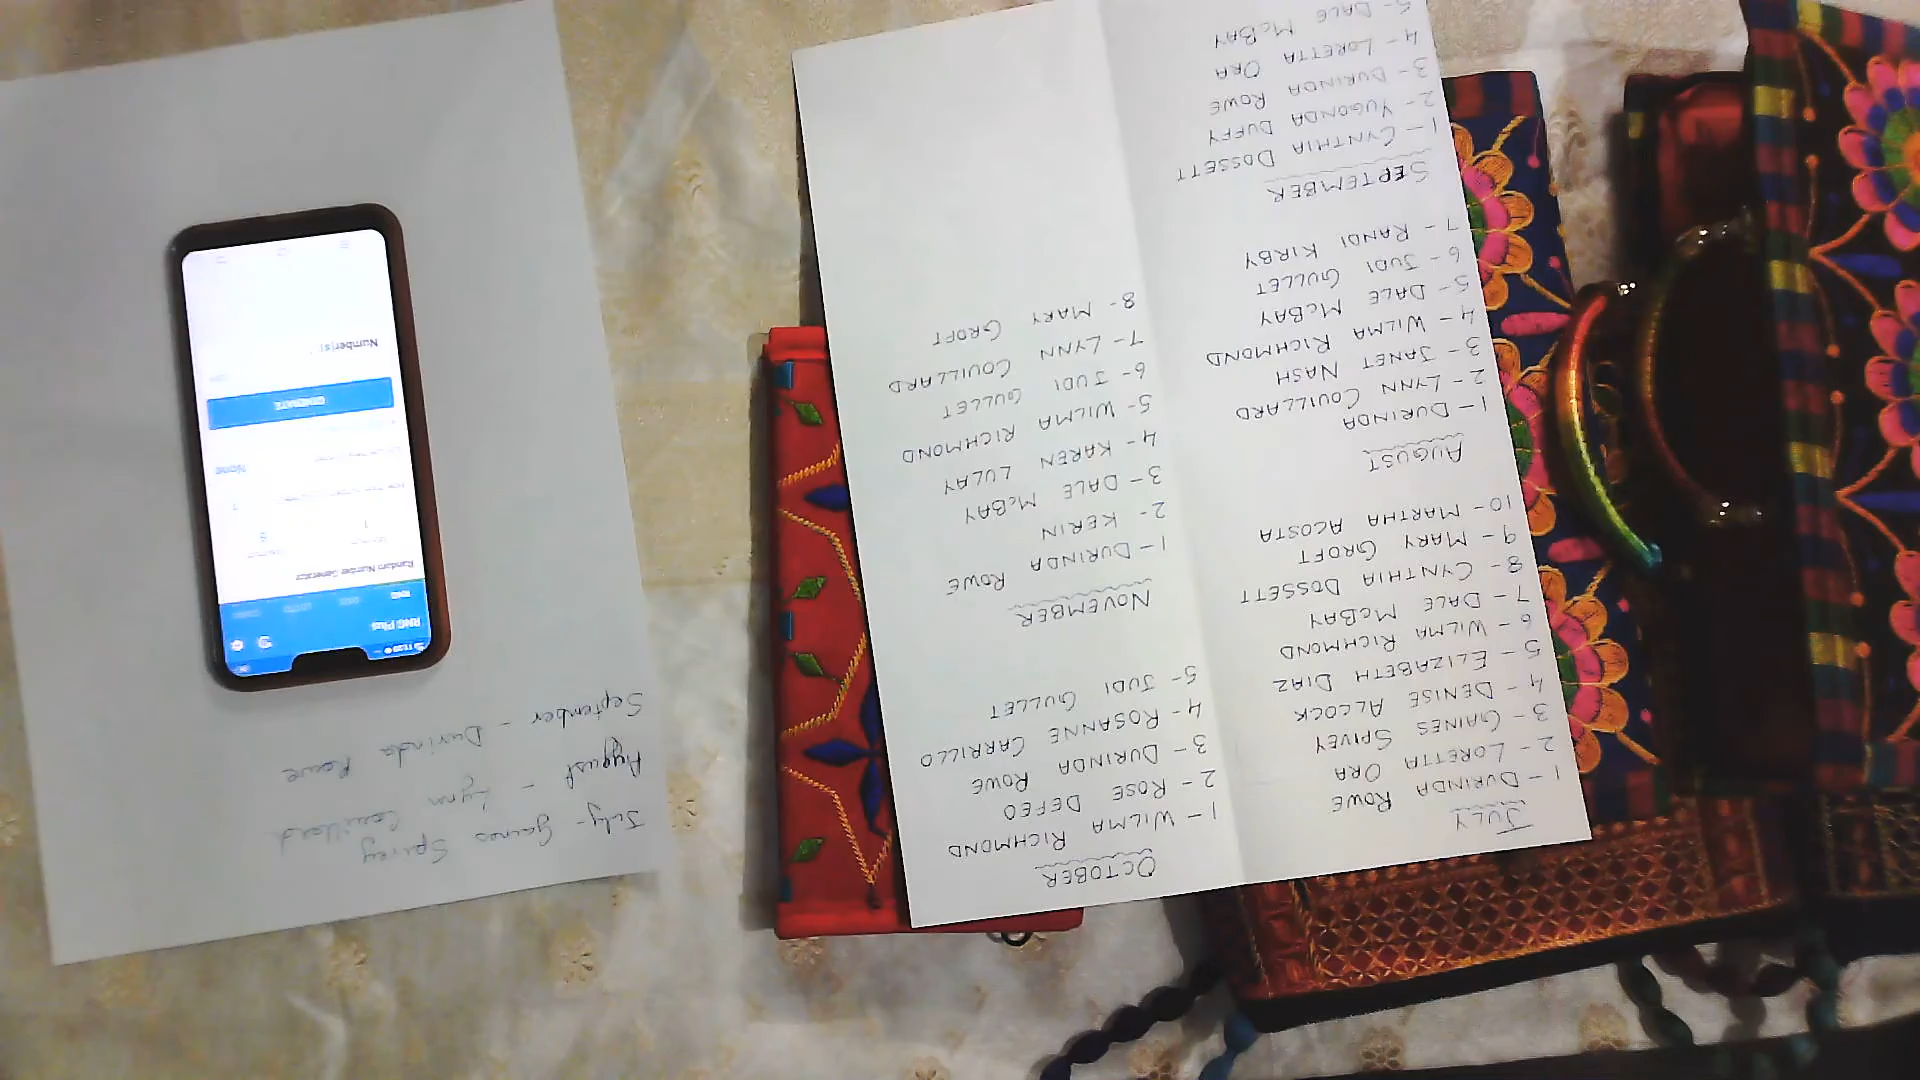 JULY
1 - DURINDA ROWE
2 - LORETTA ORA
3 - GAINES SPIVEY
4 - DENISE ALCOCK
5 - ELIZABETH DIAZ
6 - WILMA RICHMOND
7 - DALE McBAY
8 - CYNTHIA DOSSETT
9 - MARY GROFT
10 - MARTHA ACOSTA
AUGUST
1 - DURINDA
2 - LYNN COUILLARD
3 - JANET NASH
4 - WILMA RICHMOND
5 - DALE McBAY
6 - JUDI GULLET
7 - RANDI KIRBY
SEPTEMBER
1 - CYNTHIA DOSSETT
2 - YUGONDA DUFFY
3 - DURINDA ROWE
4 - LORETTA ORA
5 - DALE McBAY
OCTOBER
1 - WILMA RICHMOND
2 - ROSE DEFEO
3 - DURINDA ROWE
4 - ROSANNE CARRILLO
5 - JUDI GULLET
NOVEMBER
1 - DURINDA ROWE
2 - KERIN
3 - DALE McBAY
4 - KAREN LULAY
5 - WILMA RICHMOND
6 - JUDI GULLET
7 - LYNN COUILLARD
8 - MARY GROFT
July - Gaines Spivey
August - Lynn Couillard
September - Durinda Rowe
RNG Plus
RNG
Random Number Generator
1 8
None
GENERATE
Number(s)